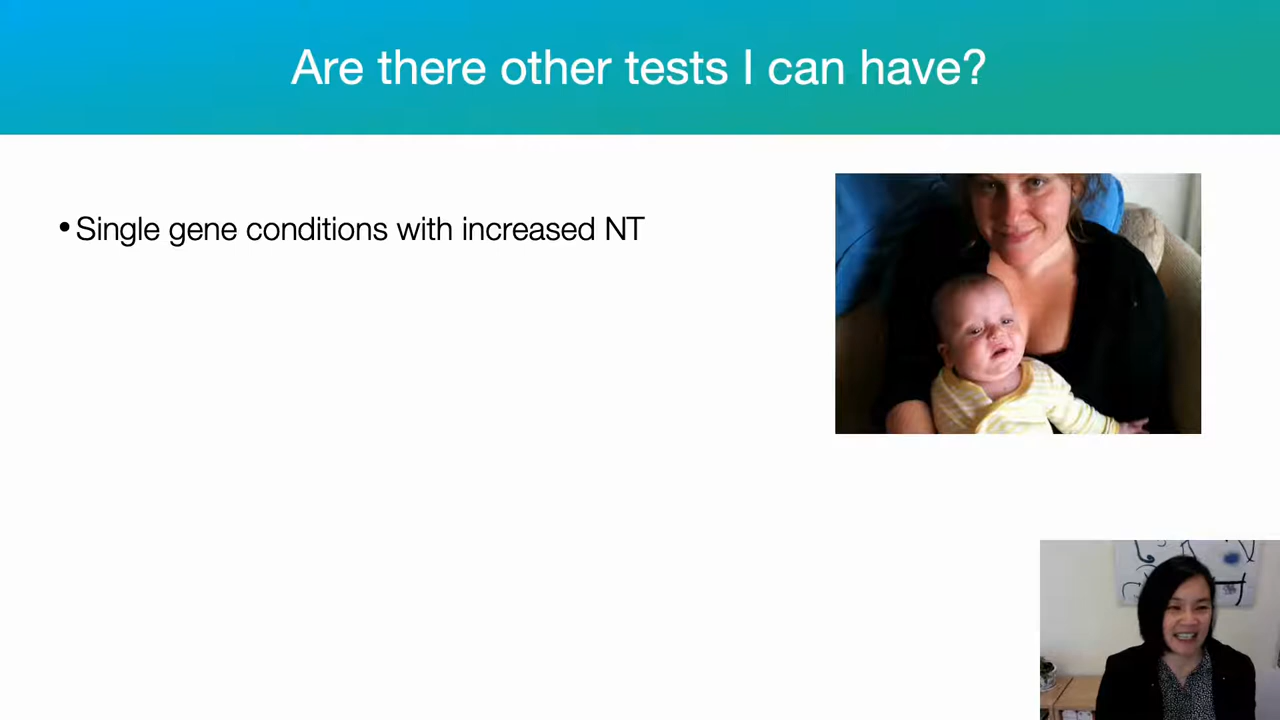 Are there other tests I can have?
•Single gene conditions with increased NT